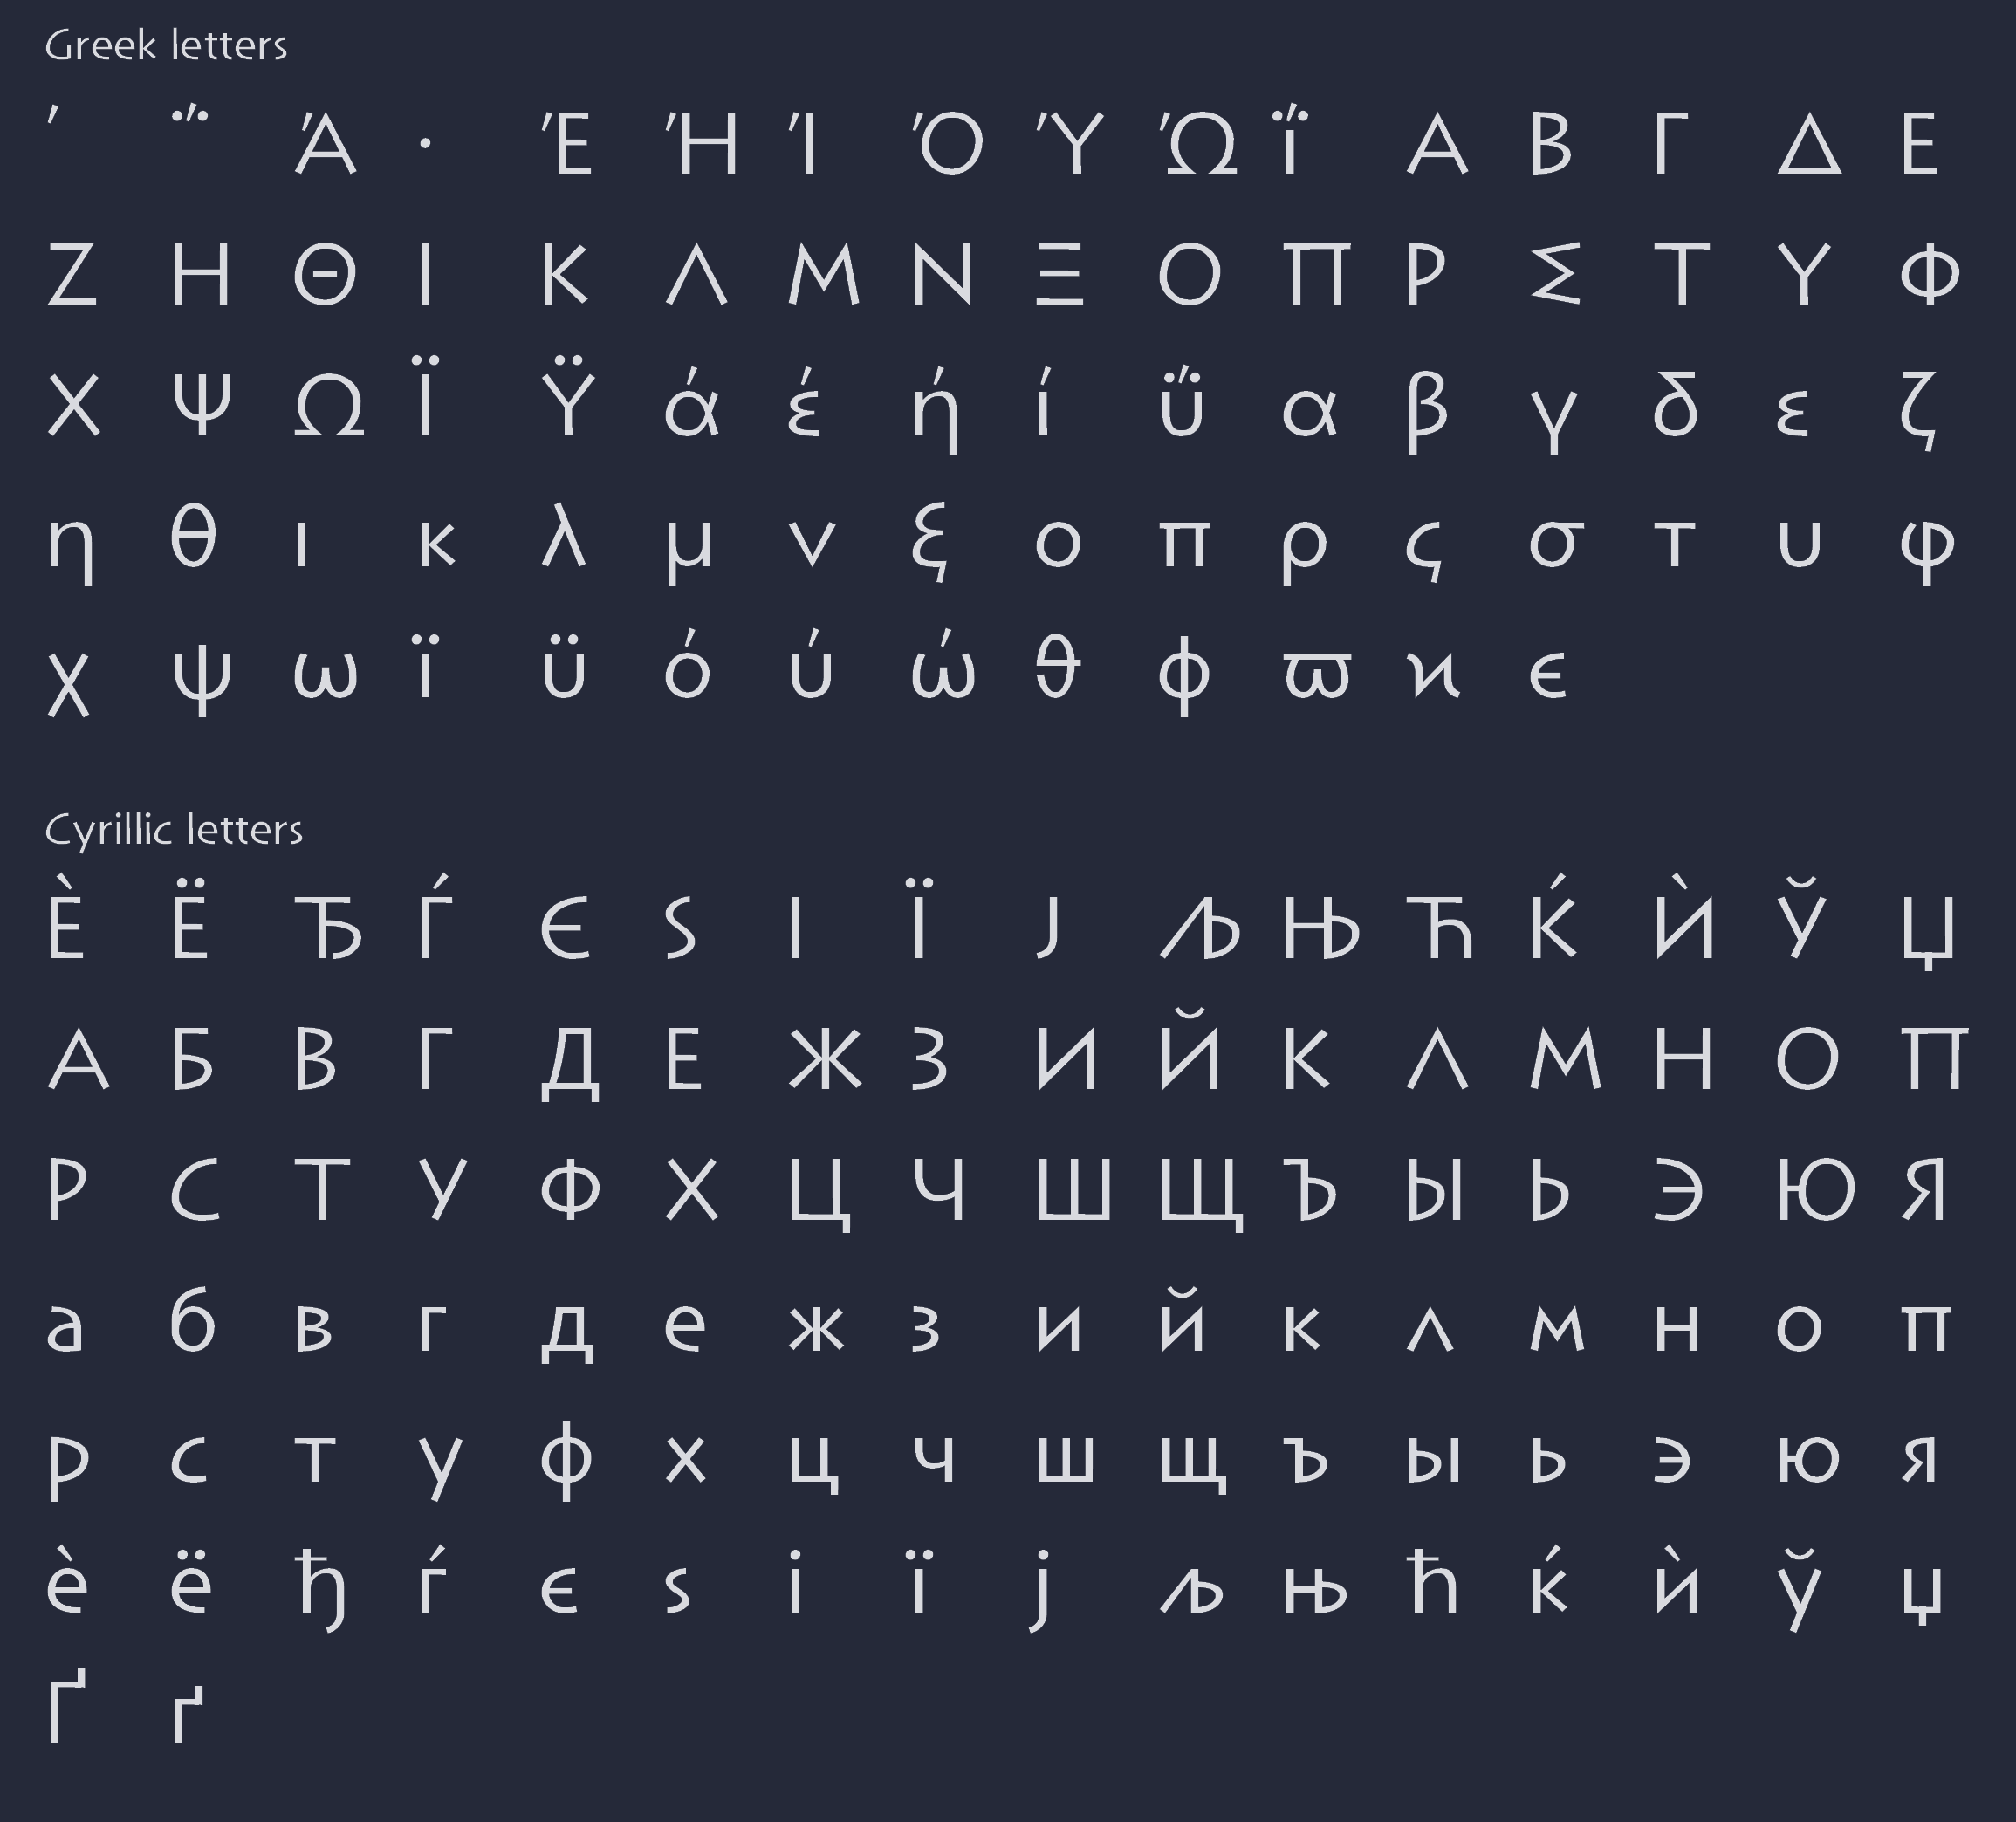 Greek letters
΄ ΅ Ά · Έ Ή Ί Ό Ύ Ώ ΐ Α Β Γ Δ Ε
Ζ Η Θ Ι Κ Λ Μ Ν Ξ Ο Π Ρ Σ Τ Υ Φ
Χ Ψ Ω Ϊ Ϋ ά έ ή ί ΰ α β γ δ ε ζ
η θ ι κ λ μ ν ξ ο π ρ ς σ τ υ φ
χ ψ ω ϊ ϋ ό ύ ώ ϑ ϕ ϖ ϰ ϵ
Cyrillic letters
Ѐ Ё Ђ Ѓ Є Ѕ І Ї Ј Љ Њ Ћ Ќ Ѝ Ў Џ
А Б В Г Д Е Ж З И Й К Л М Н О П
Р С Т У Ф Х Ц Ч Ш Щ Ъ Ы Ь Э Ю Я
а б в г д е ж з и й к л м н о п
р с т у ф х ц ч ш щ ъ ы ь э ю я
ѐ ё ђ ѓ є ѕ і ї ј љ њ ћ ќ ѝ ў џ
Ґ ґ